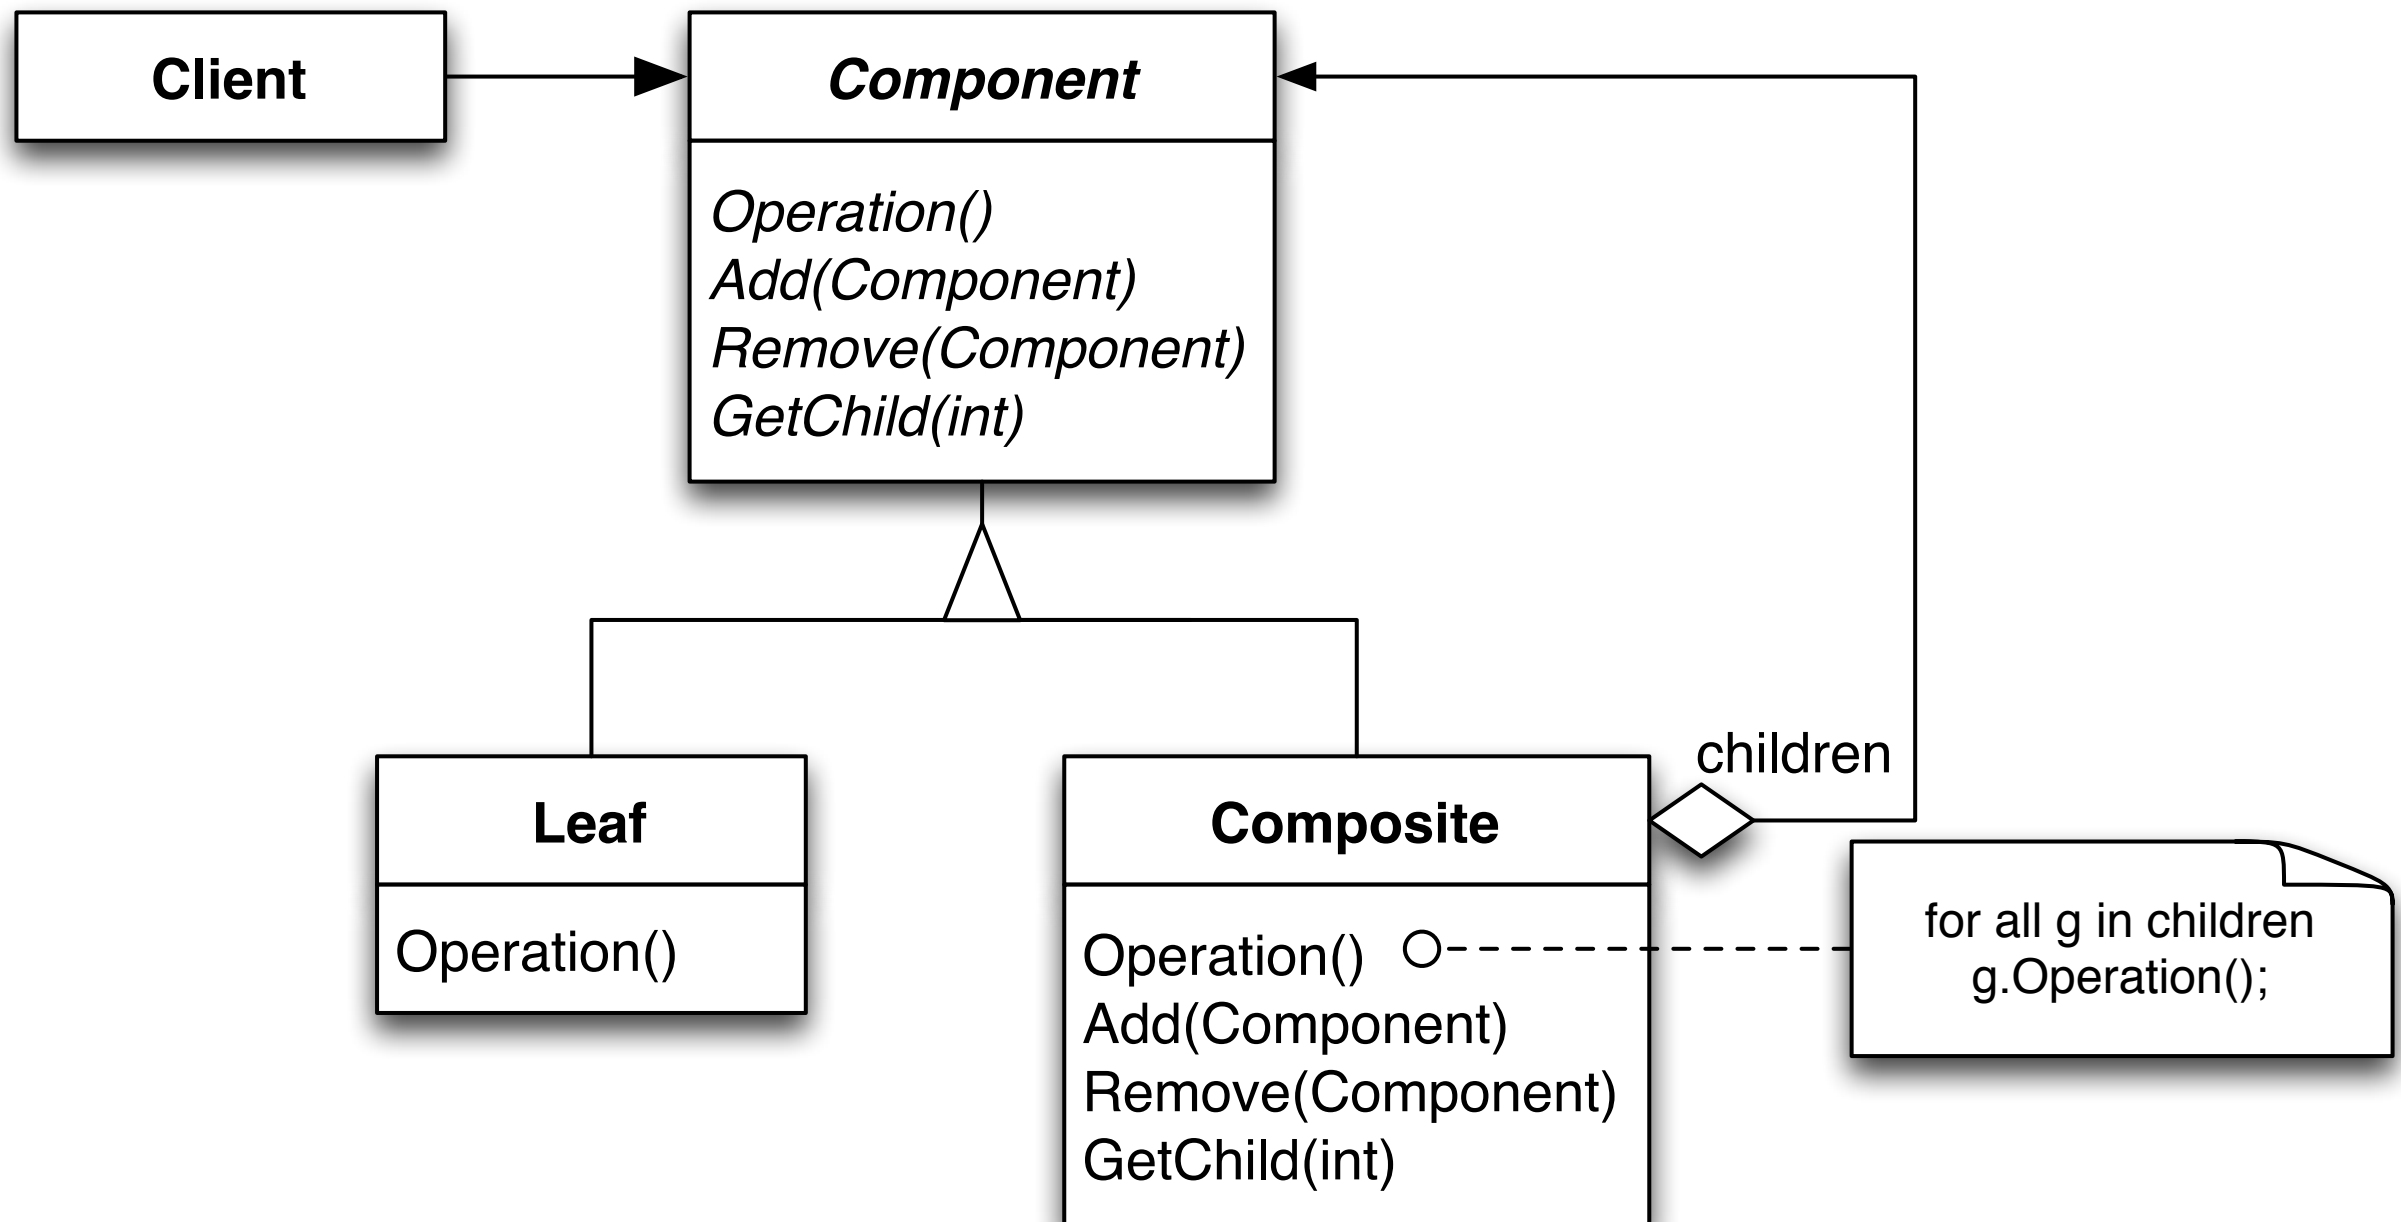 Client
Component
Operation()
Add(Component)
Remove(Component)
GetChild(int)
children
Leaf
Operation()
Composite
Operation()
Add(Component)
Remove(Component)
GetChild(int)
for all g in children
g.Operation();